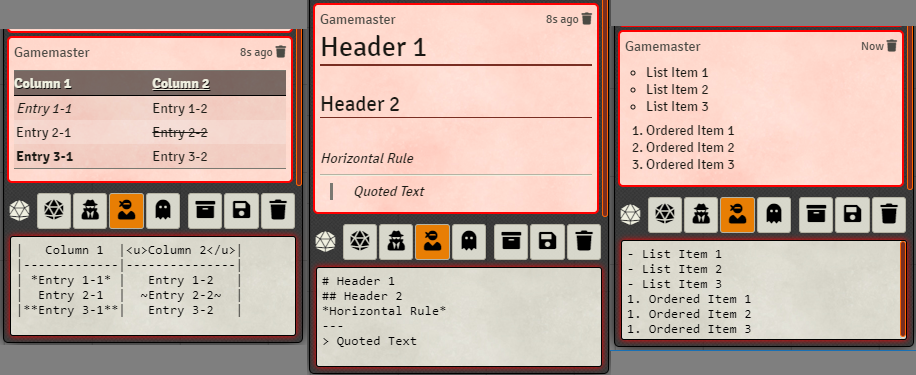 Gamemaster 8s ago
Column 1 Column 2
Entry 1-1 Entry 1-2
Entry 2-1 Entry 2-2
Entry 3-1 Entry 3-2
|   Column 1  |<u>Column 2</u>|
|-------------|---------------|
| *Entry 1-1* |   Entry 1-2   |
|  Entry 2-1  |  ~Entry 2-2~  |
|**Entry 3-1**|   Entry 3-2   |
Gamemaster 8s ago
Header 1
Header 2
Horizontal Rule
Quoted Text
# Header 1
## Header 2
*Horizontal Rule*
---
> Quoted Text
Gamemaster Now
List Item 1
List Item 2
List Item 3
1. Ordered Item 1
2. Ordered Item 2
3. Ordered Item 3
- List Item 1
- List Item 2
- List Item 3
1. Ordered Item 1
1. Ordered Item 2
1. Ordered Item 3